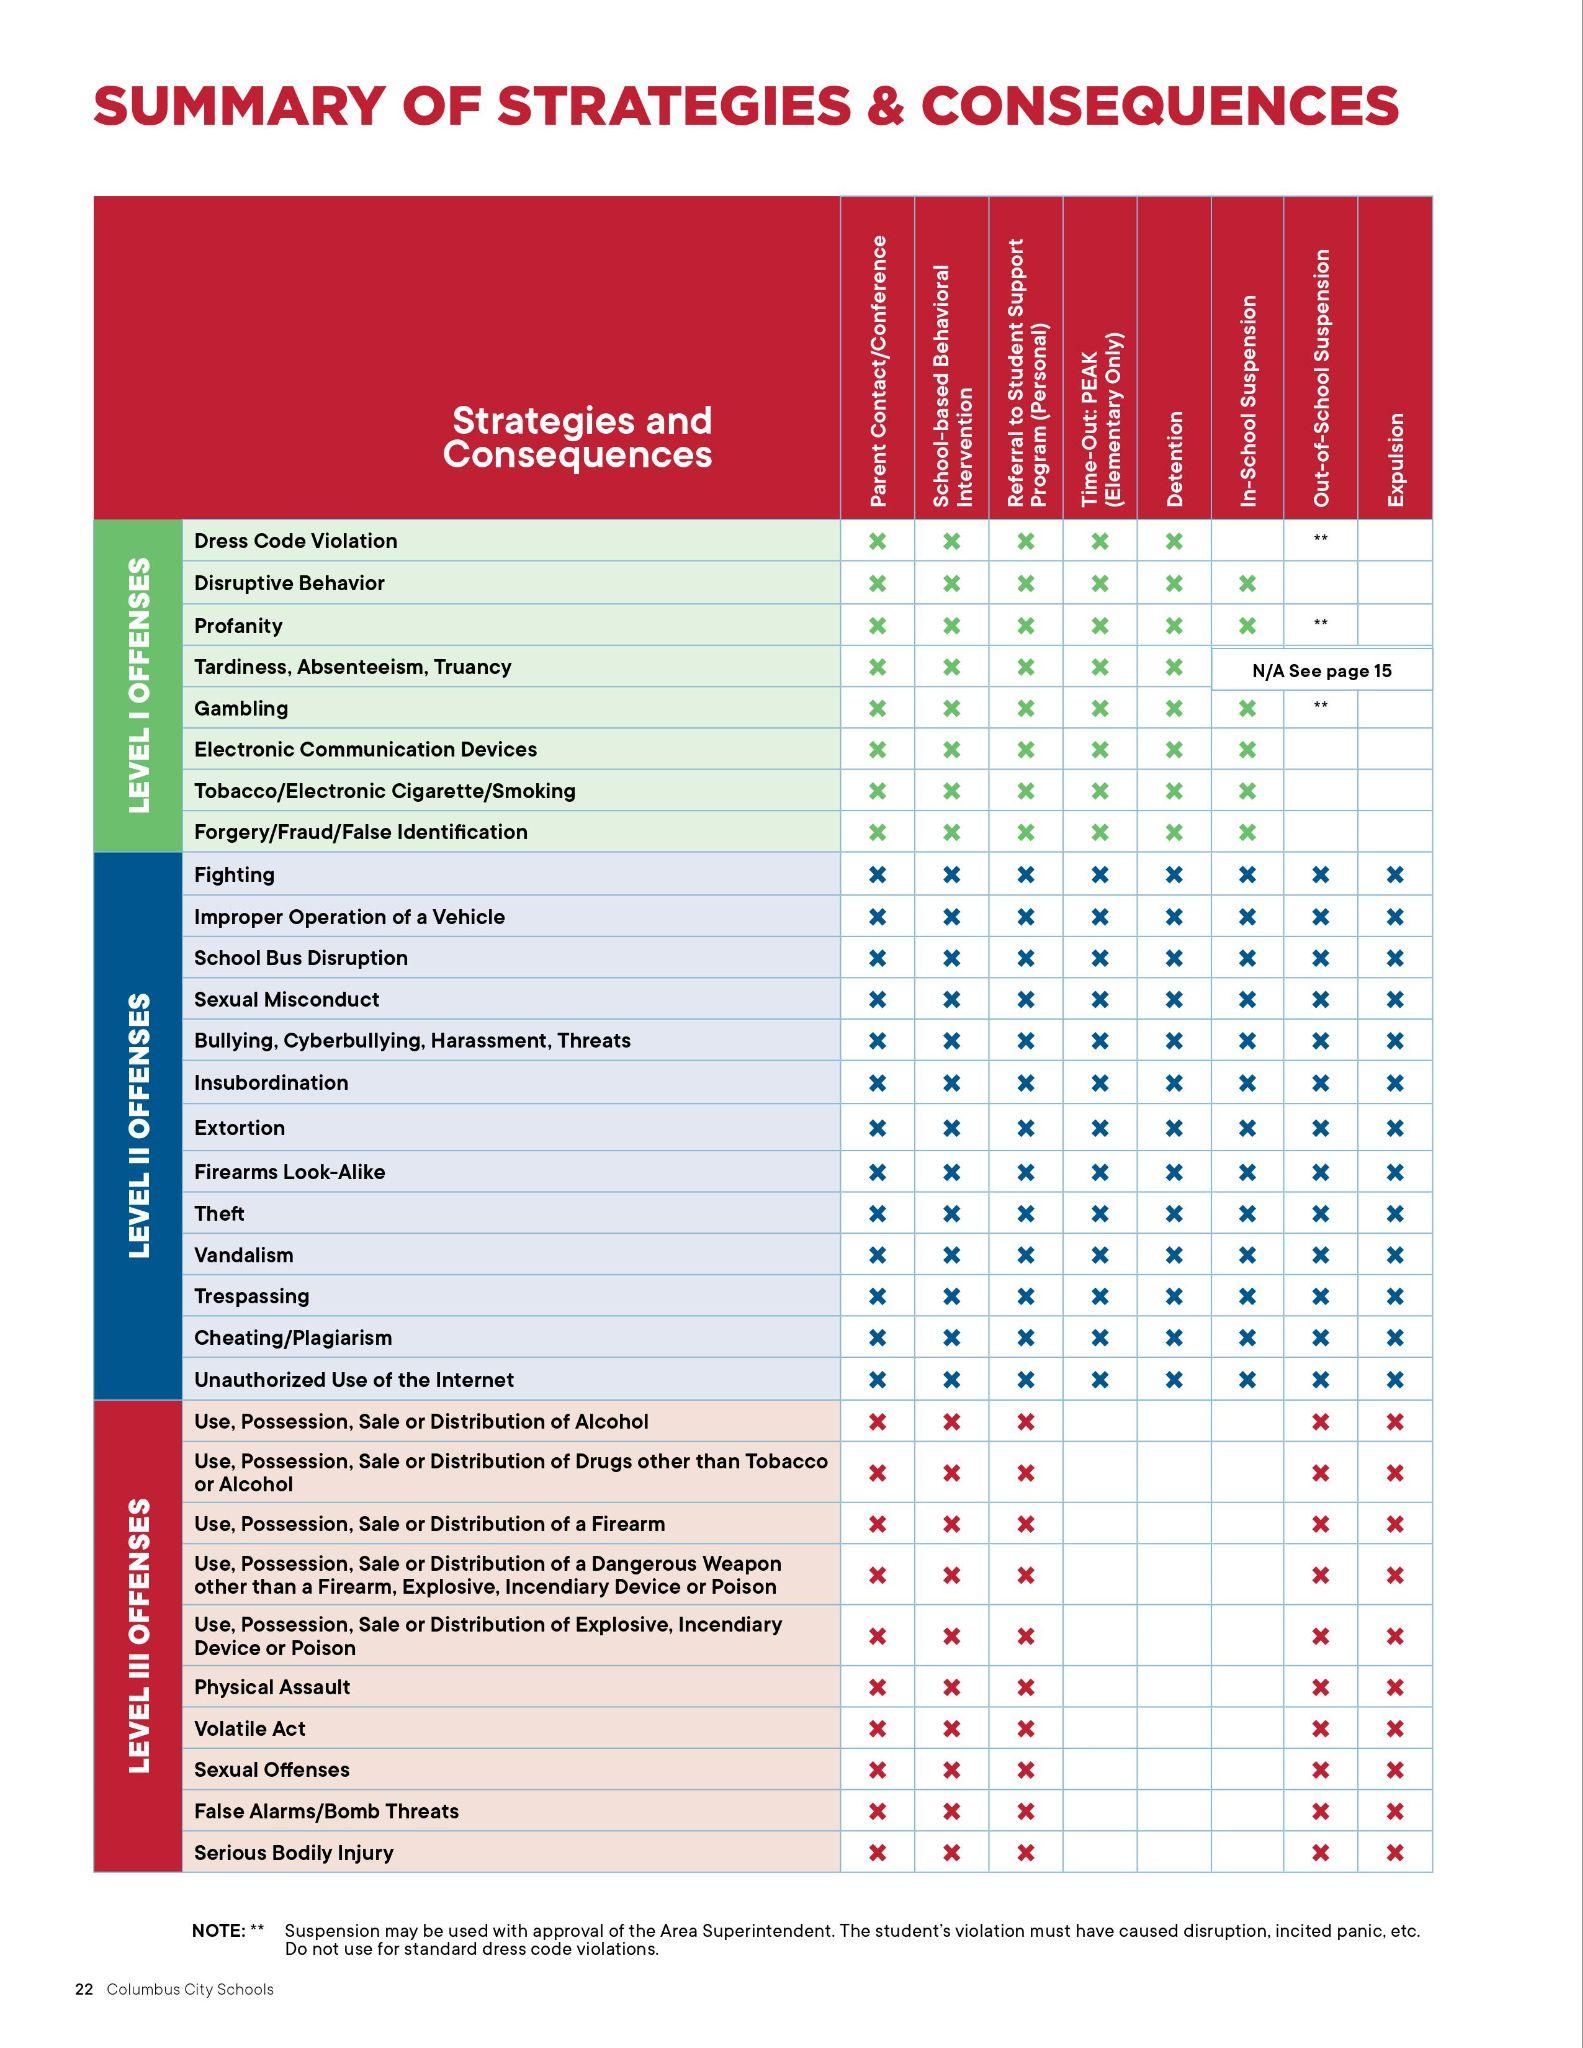 SUMMARY OF STRATEGIES & CONSEQUENCES
Strategies and
Consequences
Parent Contact/Conference
School-based Behavioral
Intervention
Referral to Student Support
Program (Personal)
Time-Out: PEAK
(Elementary Only)
Detention
In-School Suspension
Out-of-School Suspension
Expulsion
LEVEL I OFFENSES
Dress Code Violation
**
Disruptive Behavior
Profanity
**
Tardiness, Absenteeism, Truancy
N/A See page 15
Gambling
**
Electronic Communication Devices
Tobacco/Electronic Cigarette/Smoking
Forgery/Fraud/False Identification
LEVEL II OFFENSES
Fighting
Improper Operation of a Vehicle
School Bus Disruption
Sexual Misconduct
Bullying, Cyberbullying, Harassment, Threats
Insubordination
Extortion
Firearms Look-Alike
Theft
Vandalism
Trespassing
Cheating/Plagiarism
Unauthorized Use of the Internet
LEVEL III OFFENSES
Use, Possession, Sale or Distribution of Alcohol
Use, Possession, Sale or Distribution of Drugs other than Tobacco
or Alcohol
Use, Possession, Sale or Distribution of a Firearm
Use, Possession, Sale or Distribution of a Dangerous Weapon
other than a Firearm, Explosive, Incendiary Device or Poison
Use, Possession, Sale or Distribution of Explosive, Incendiary
Device or Poison
Physical Assault
Volatile Act
Sexual Offenses
False Alarms/Bomb Threats
Serious Bodily Injury
NOTE: ** Suspension may be used with approval of the Area Superintendent. The student’s violation must have caused disruption, incited panic, etc.
Do not use for standard dress code violations.
22 Columbus City Schools